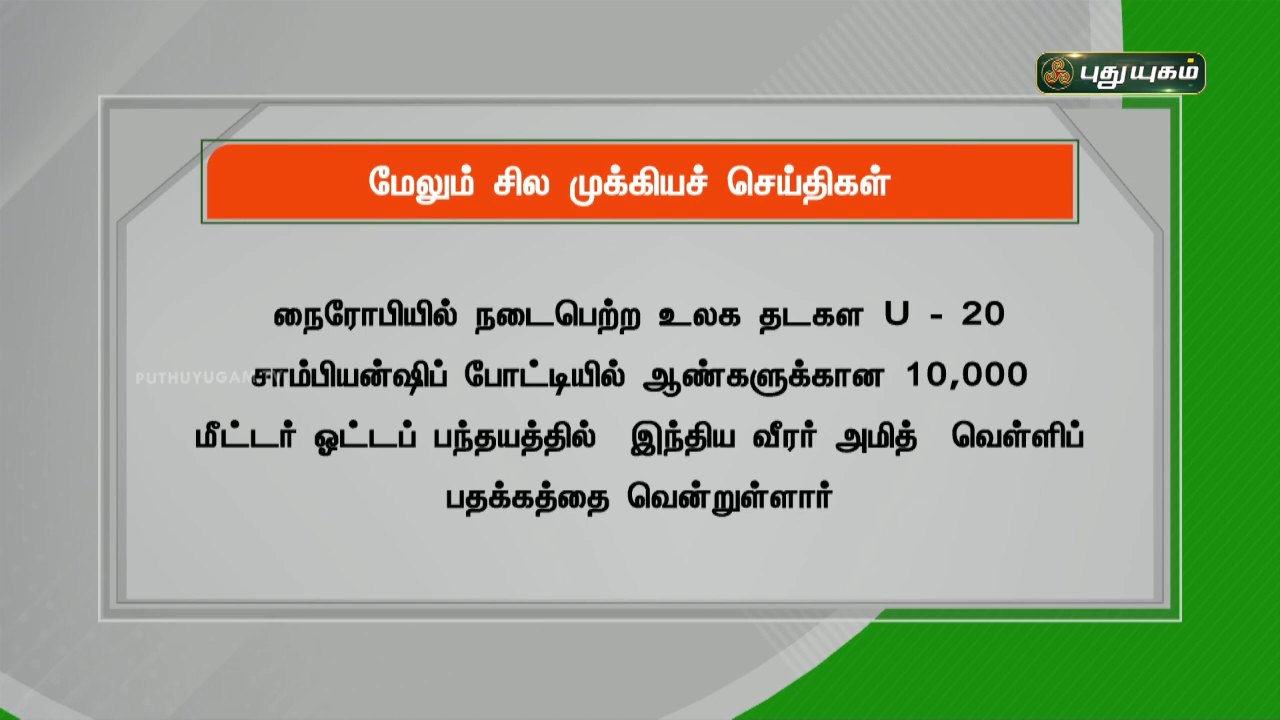 புதுயுகம்
மேலும் சில முக்கியச் செய்திகள்
நைரோபியில் நடைபெற்ற உலக தடகள U - 20
சாம்பியன்ஷிப் போட்டியில் ஆண்களுக்கான 10,000
மீட்டர் ஓட்டப் பந்தயத்தில் இந்திய வீரர் அமித் வெள்ளிப்
பதக்கத்தை வென்றுள்ளார்